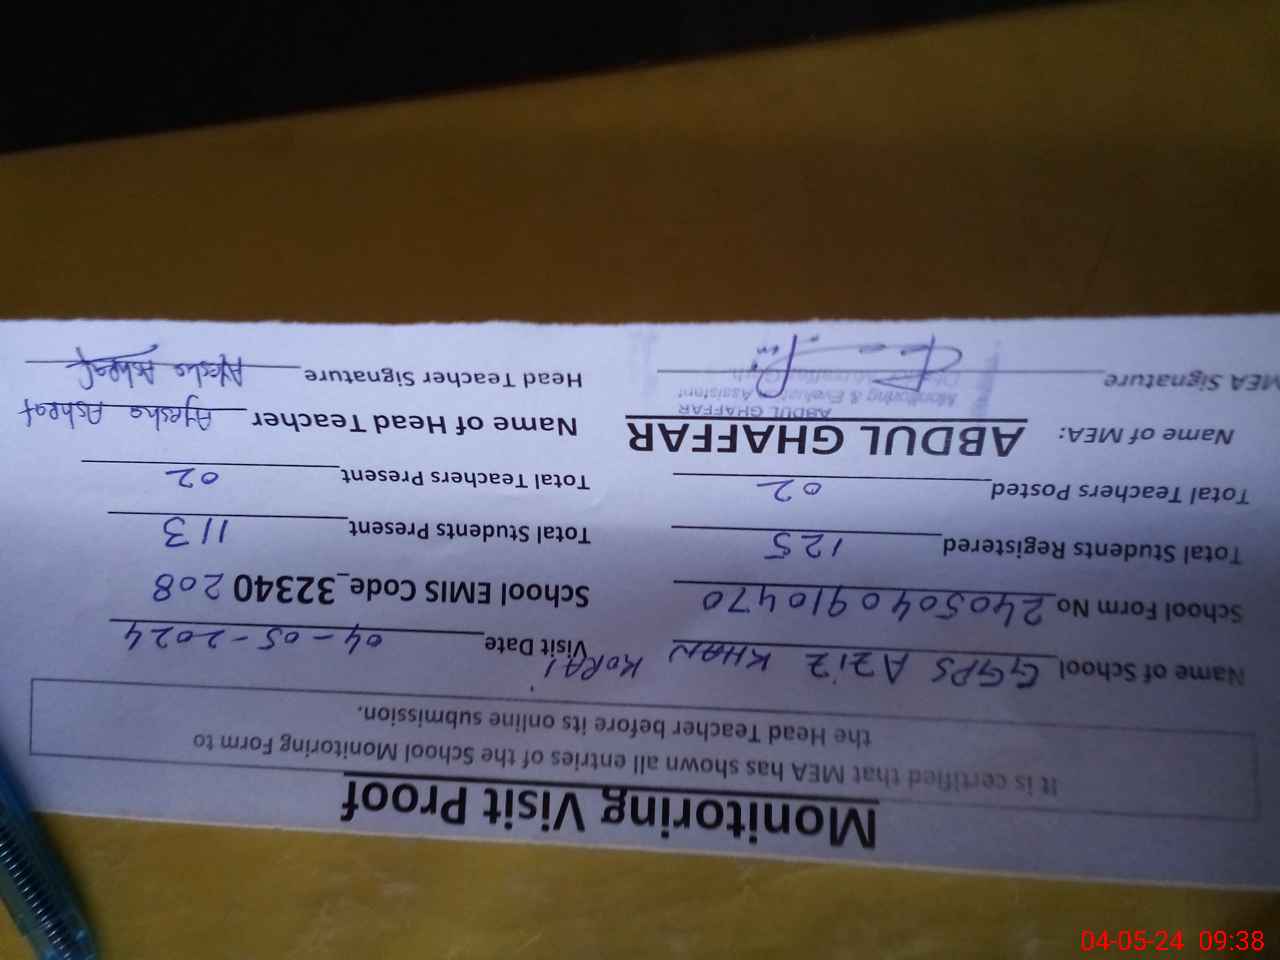 Monitoring Visit Proof
It is certified that MEA has shown all entries of the School Monitoring Form to
the Head Teacher before its online submission.
Name of School GGPS Aziz KHAN KORAI Visit Date 04-05-2024
School Form No 240504090910470 School EMIS Code_32340 208
Total Students Registered 125 Total Students Present 113
Total Teachers Posted 02 Total Teachers Present 02
Name of MEA: ABDUL GHAFFAR Name of Head Teacher Ayesha Ashraf
ABDUL GHAFFAR
Monitoring & Evaluation Assistant
MEA Signature Head Teacher Signature Ayesha Ashraf
04-05-24 09:38